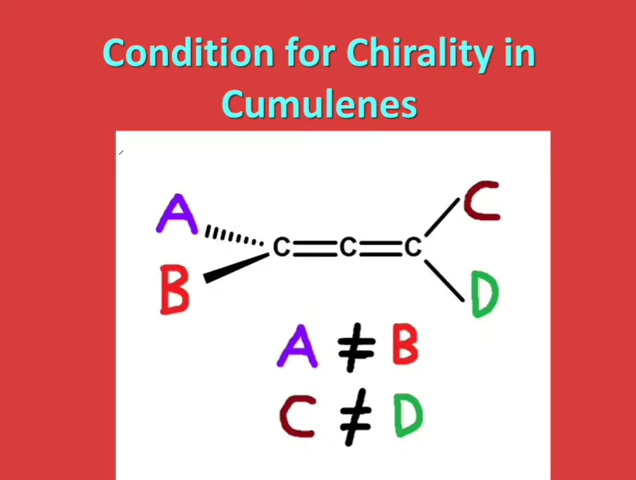 Condition for Chirality in
Cumulenes
A
C
C=C=C
B
D
A ≠ B
C ≠ D